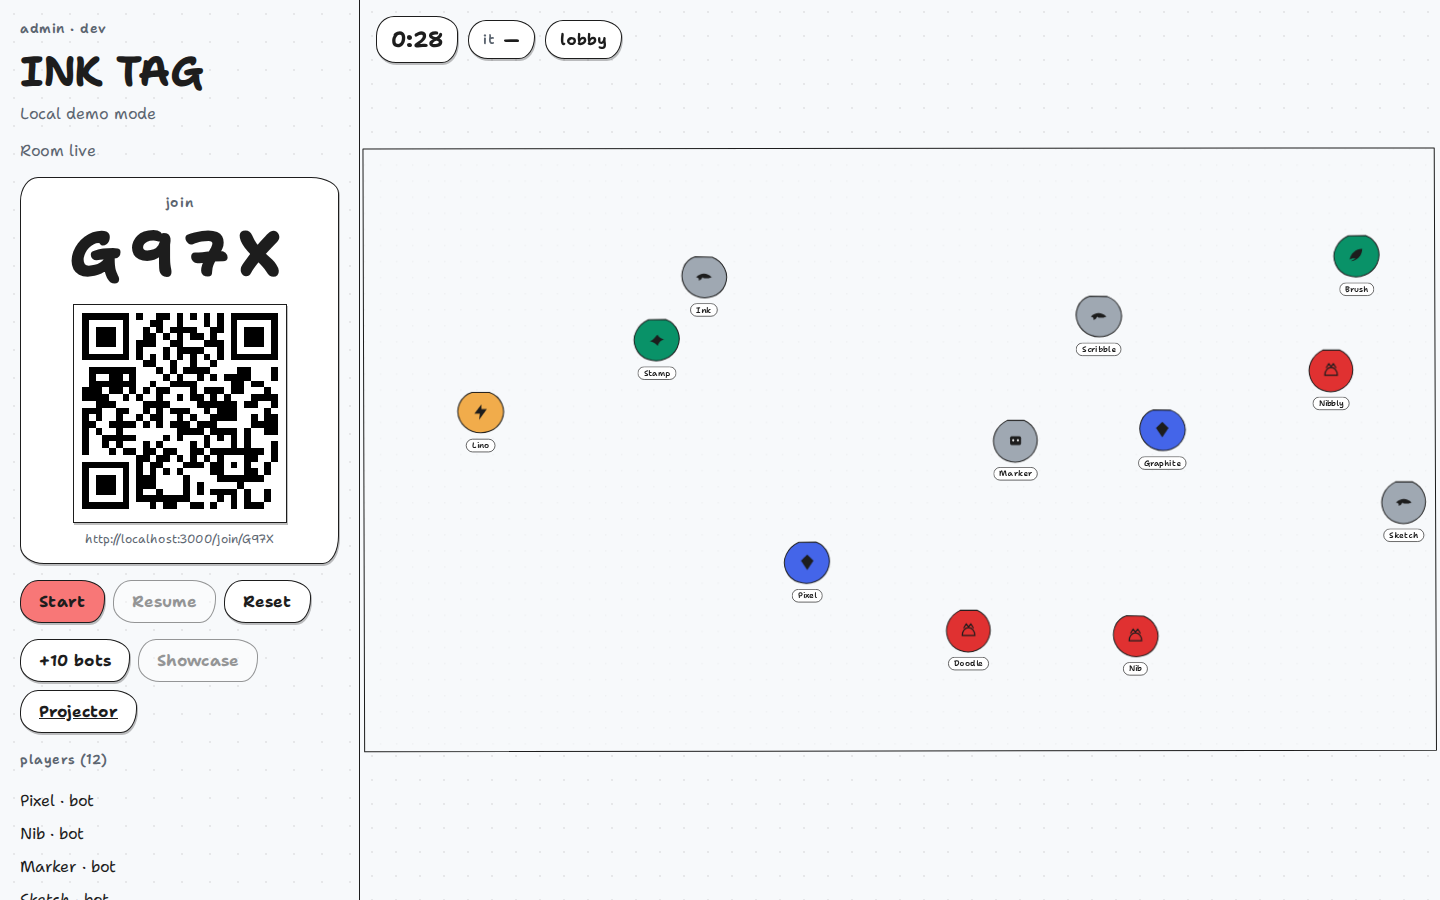 admin · dev
INK TAG
Local demo mode
Room live
join
G97X
http://localhost:3000/join/G97X
Start Resume Reset
+10 bots Showcase
Projector
players (12)
Pixel · bot
Nib · bot
Marker · bot
Sketch · bot
0:28 it — lobby
Brush
Ink
Scribble
Stamp
Nibbly
Lino
Graphite
Marker
Sketch
Pixel
Doodle
Nib